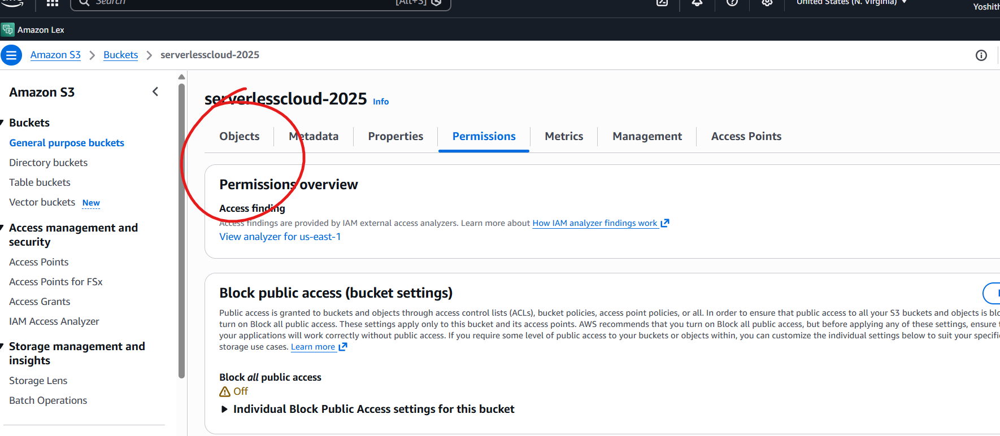 Search [Alt+S] United States (N. Virginia)
Amazon Lex
Amazon S3 Buckets serverlesscloud-2025
Amazon S3
Buckets
General purpose buckets
Directory buckets
Table buckets
Vector buckets New
Access management and
security
Access Points
Access Points for FSx
Access Grants
IAM Access Analyzer
Storage management and
insights
Storage Lens
Batch Operations
serverlesscloud-2025 Info
Objects Metadata Properties Permissions Metrics Management Access Points
Permissions overview
Access finding
Access findings are provided by IAM external access analyzers. Learn more about How IAM analyzer findings work
View analyzer for us-east-1
Block public access (bucket settings)
Public access is granted to buckets and objects through access control lists (ACLs), bucket policies, access point policies, or all. In order to ensure that public access to all your S3 buckets and objects is blo
turn on Block all public access. These settings apply only to this bucket and its access points. AWS recommends that you turn on Block all public access, but before applying any of these settings, ensure
your applications will work correctly without public access. If you require some level of public access to your buckets or objects within, you can customize the individual settings below to suit your specifi
storage use cases. Learn more
Block all public access
Off
Individual Block Public Access settings for this bucket